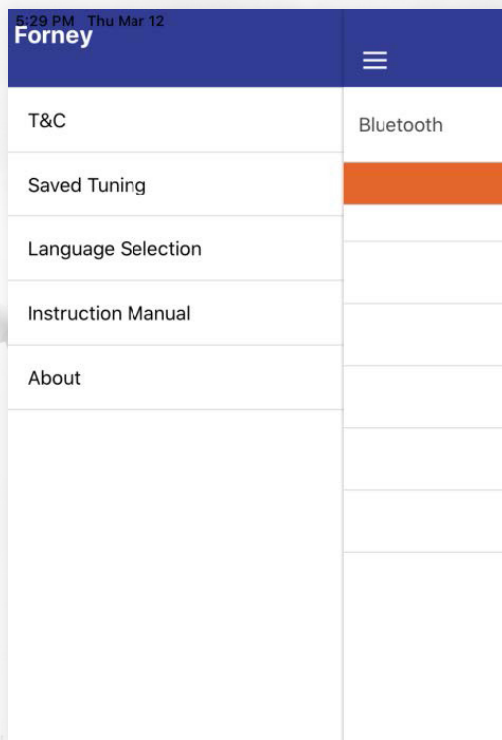 5:29 PM Thu Mar 12
Forney
T&C
Saved Tuning
Language Selection
Instruction Manual
About
Bluetooth